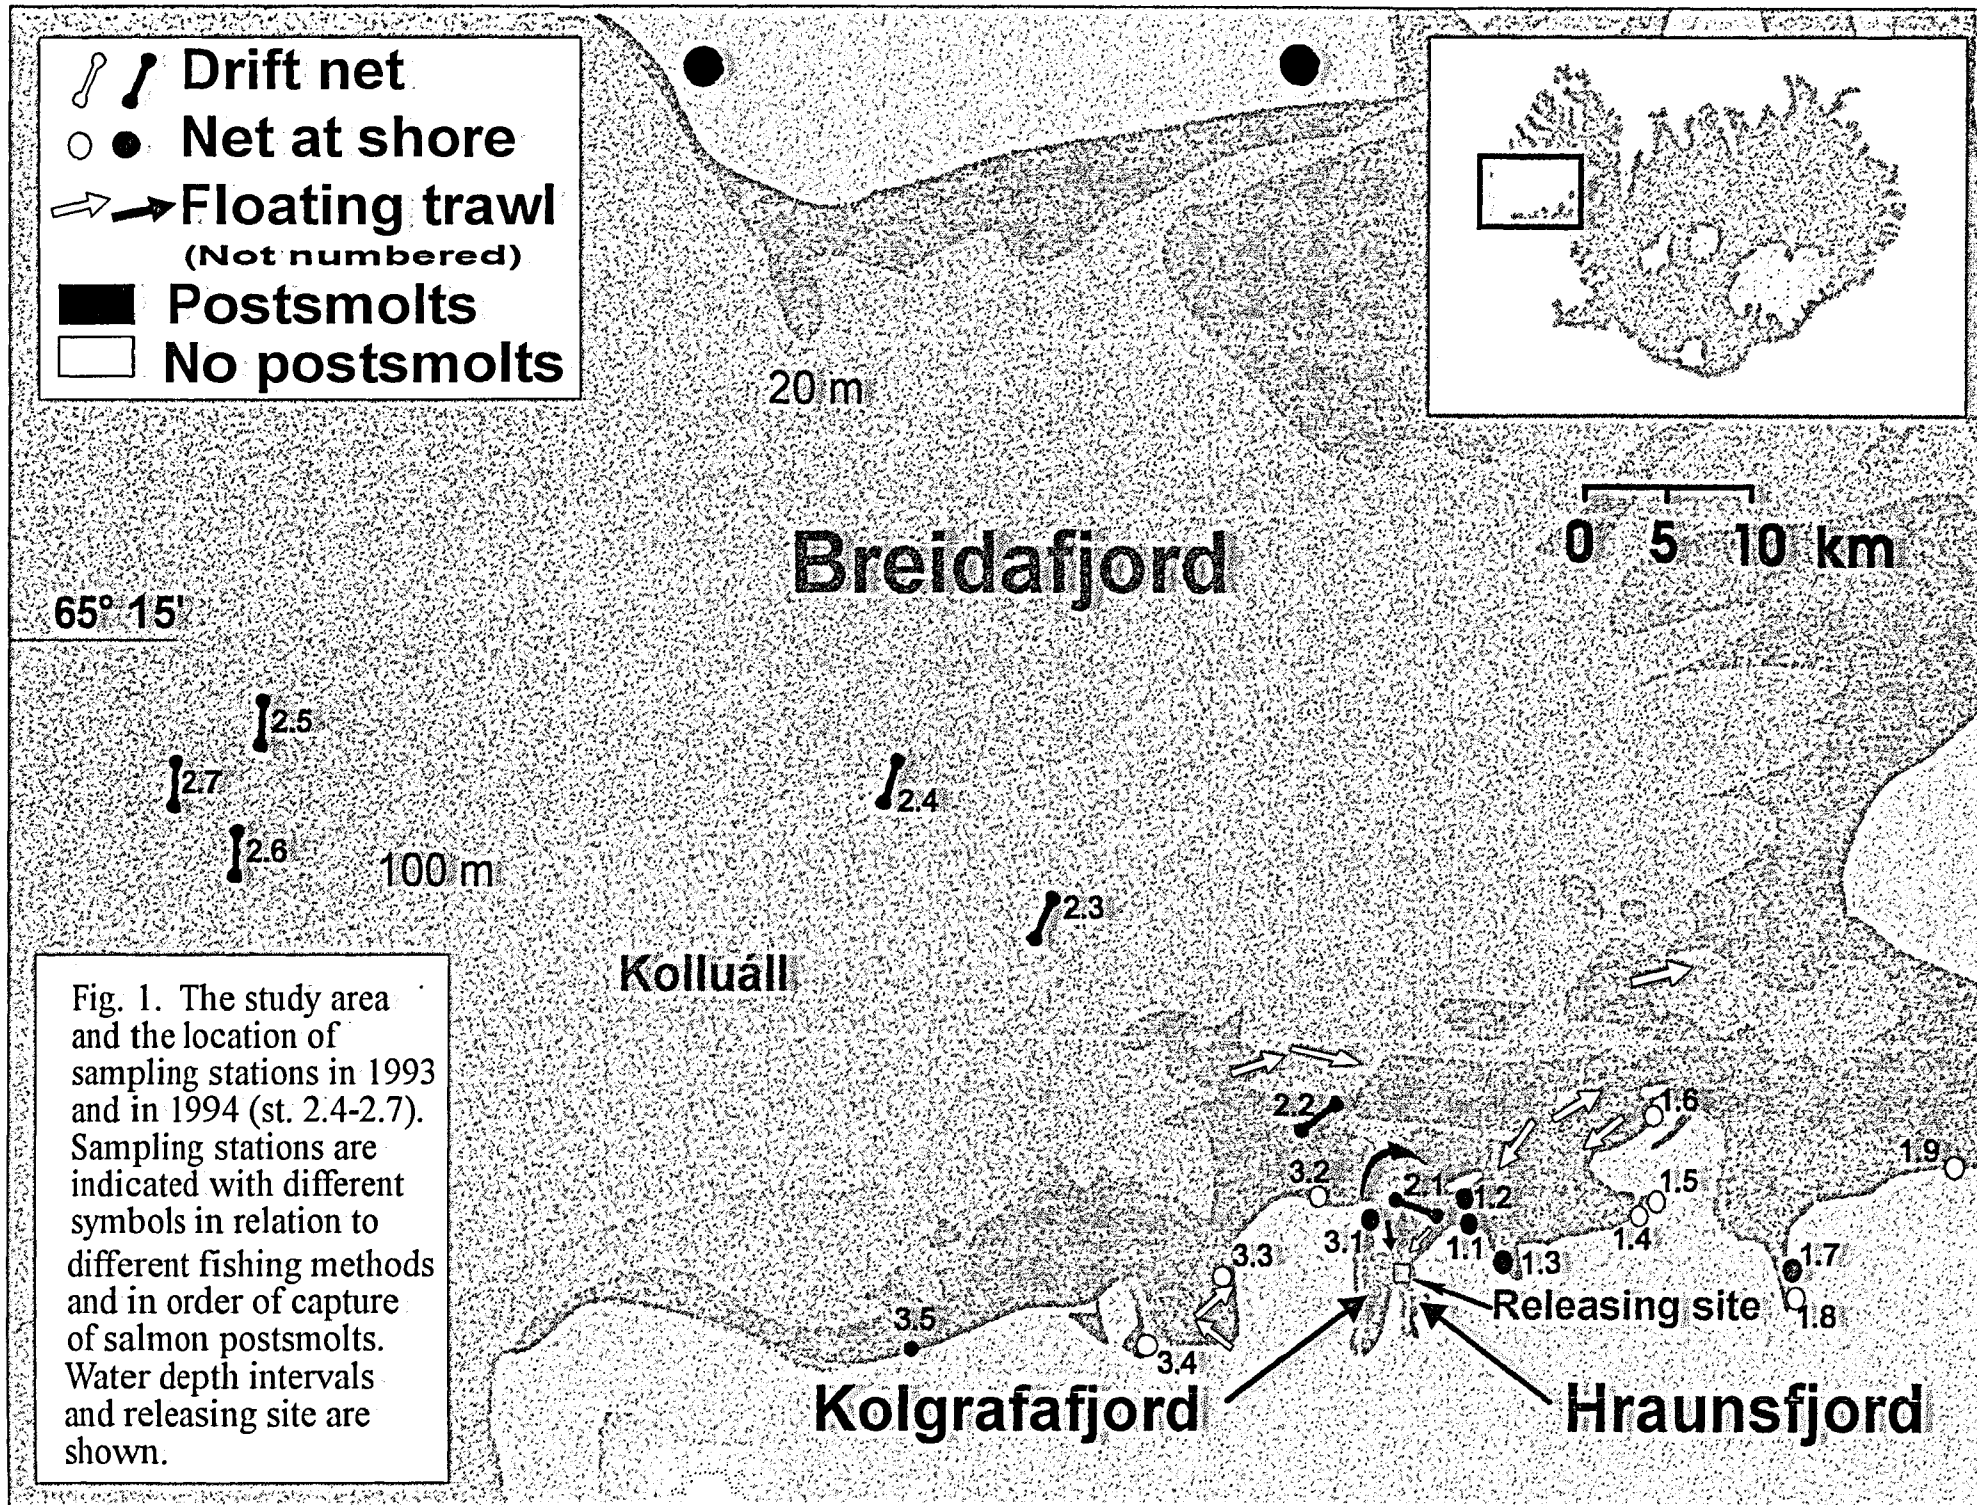 Drift net
Net at shore
Floating trawl
(Not numbered)
Postsmolts
No postsmolts
20 m
Breidafjord
0 5 10 km
65° 15'
2.5
2.7
2.4
2.6
100 m
2.3
Kolluáll
Fig. 1. The study area
and the location of
sampling stations in 1993
and in 1994 (st. 2.4-2.7).
Sampling stations are
indicated with different
symbols in relation to
different fishing methods
and in order of capture
of salmon postsmolts.
Water depth intervals
and releasing site are
shown.
2.2
1.6
1.9
3.2
2.1
1.2
1.5
3.1
1.1
1.4
3.3
1.3
1.7
Releasing site
1.8
3.5
3.4
Kolgrafafjord
Hraunsfjord